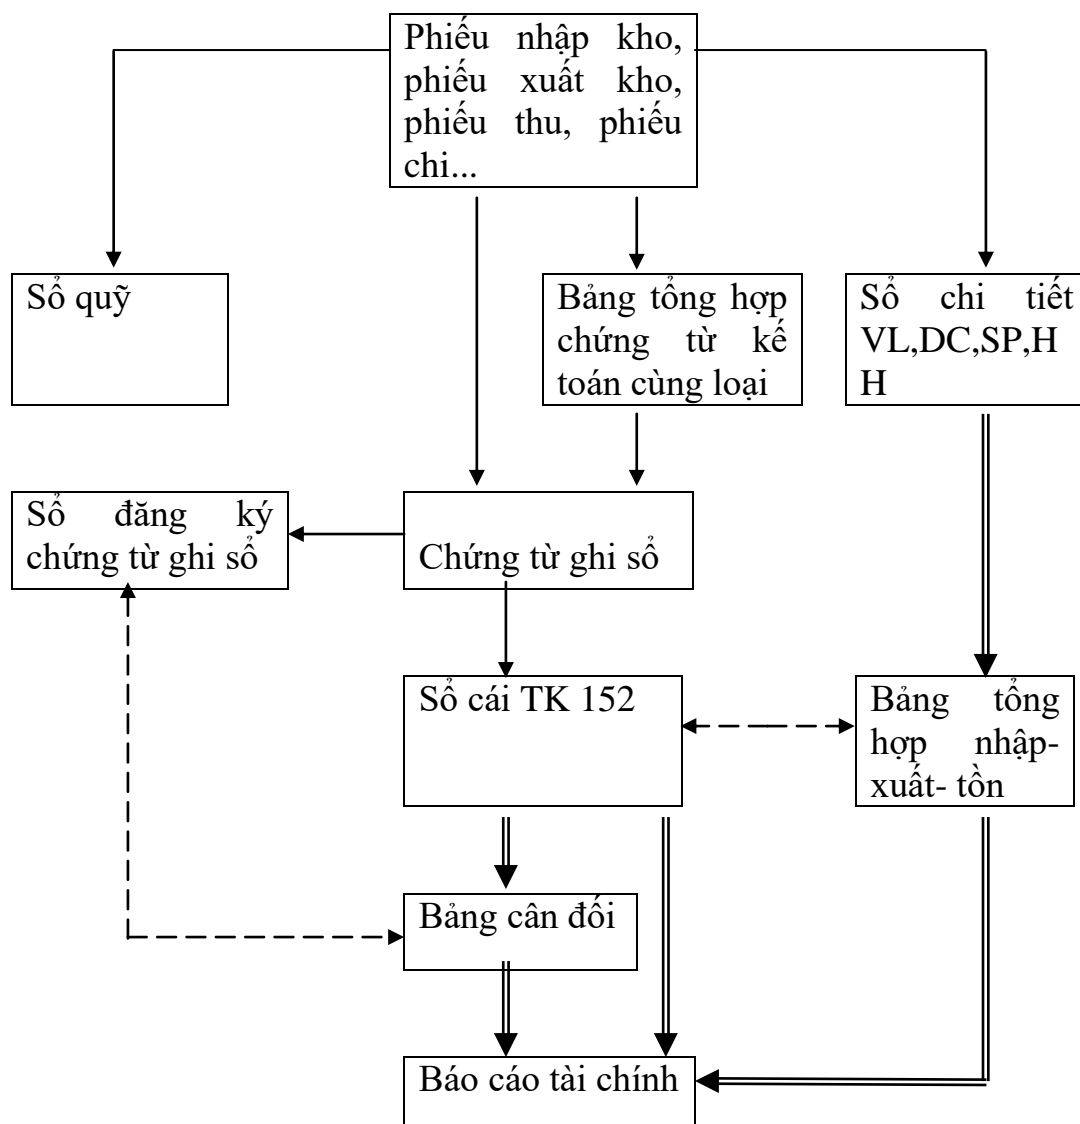 Phiếu nhập kho,
phiếu xuất kho,
phiếu thu, phiếu
chi...
Sổ quỹ
Bảng tổng hợp
chứng từ kế
toán cùng loại
Sổ chi tiết
VL,DC,SP,H
H
Sổ đăng ký
chứng từ ghi sổ
Chứng từ ghi sổ
Sổ cái TK 152
Bảng tổng
hợp nhập-
xuất- tồn
Bảng cân đối
Báo cáo tài chính